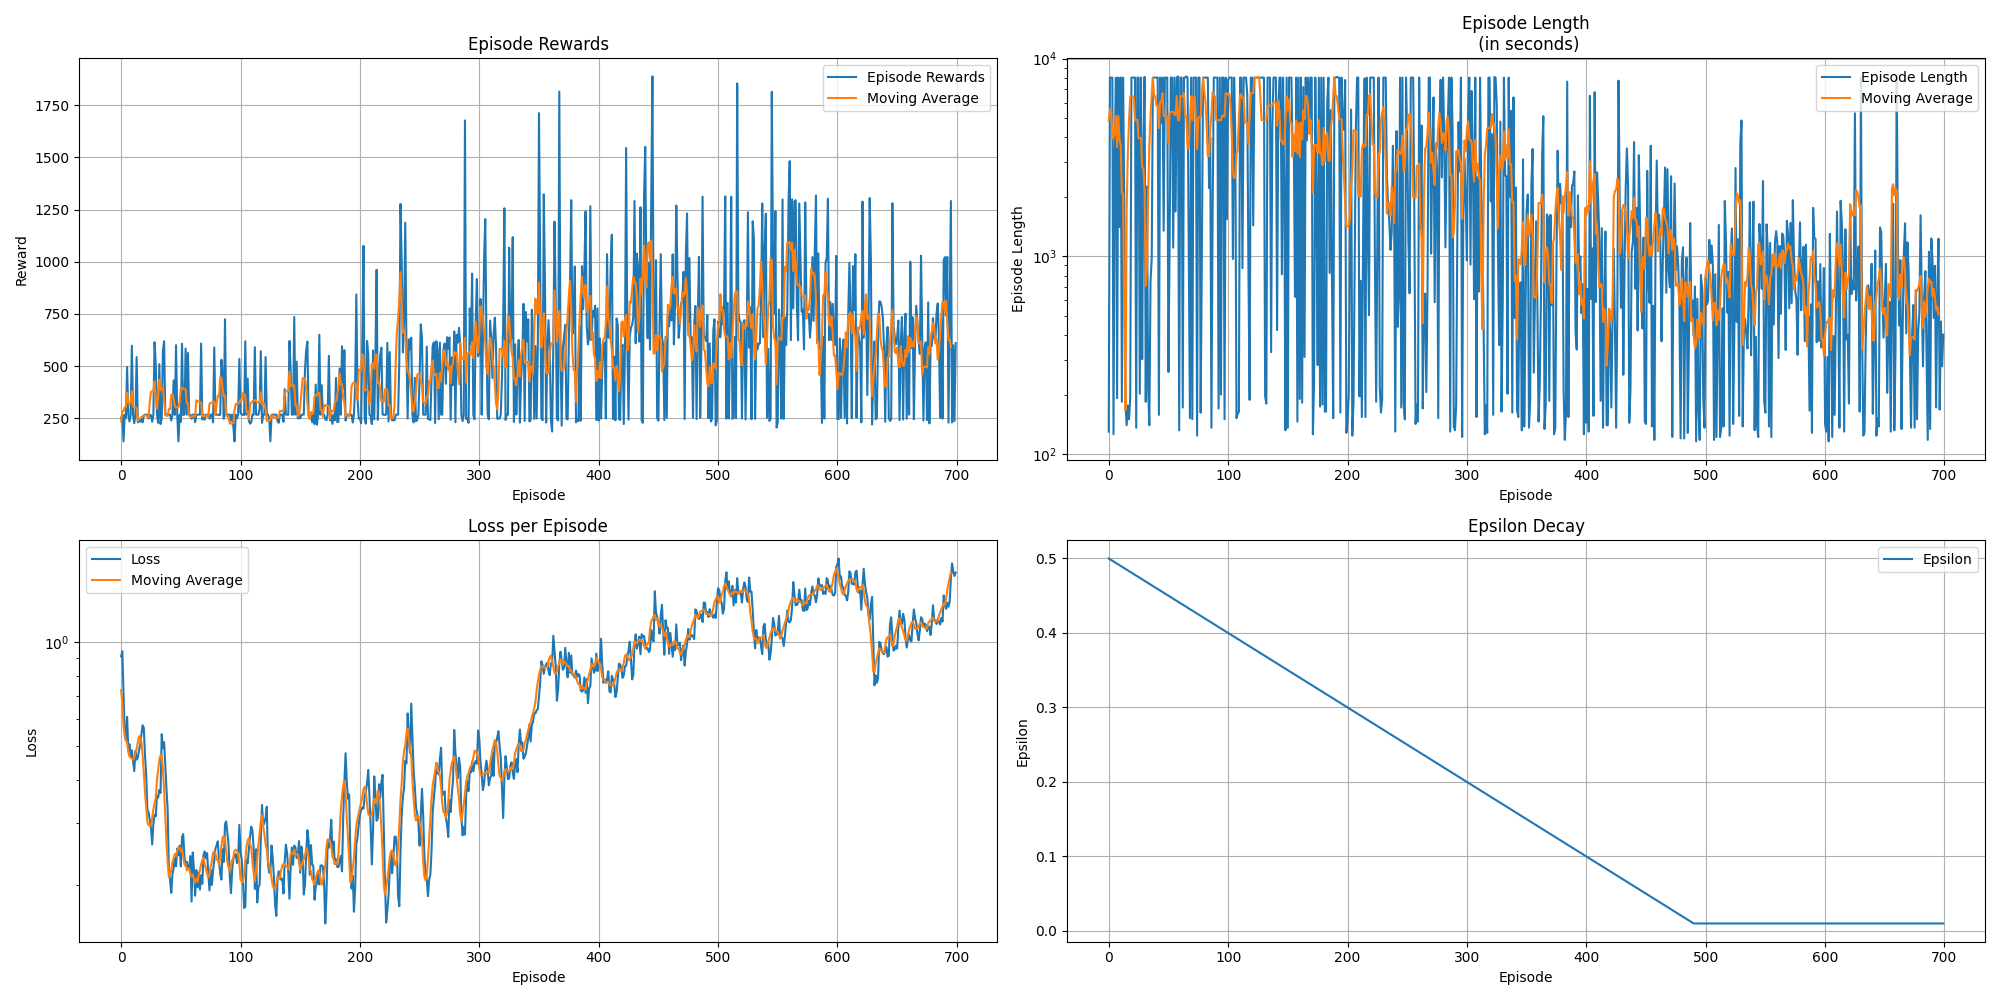 Episode Rewards
Episode Rewards
Moving Average
1750
1500
1250
1000
750
500
250
Reward
0
100
200
300
400
500
600
700
Episode
Episode Length
(in seconds)
Episode Length
Moving Average
10^4
10^3
10^2
Episode Length
0
100
200
300
400
500
600
700
Episode
Loss per Episode
Loss
Moving Average
10^0
Loss
0
100
200
300
400
500
600
700
Episode
Epsilon Decay
Epsilon
0.5
0.4
0.3
0.2
0.1
0.0
Epsilon
0
100
200
300
400
500
600
700
Episode